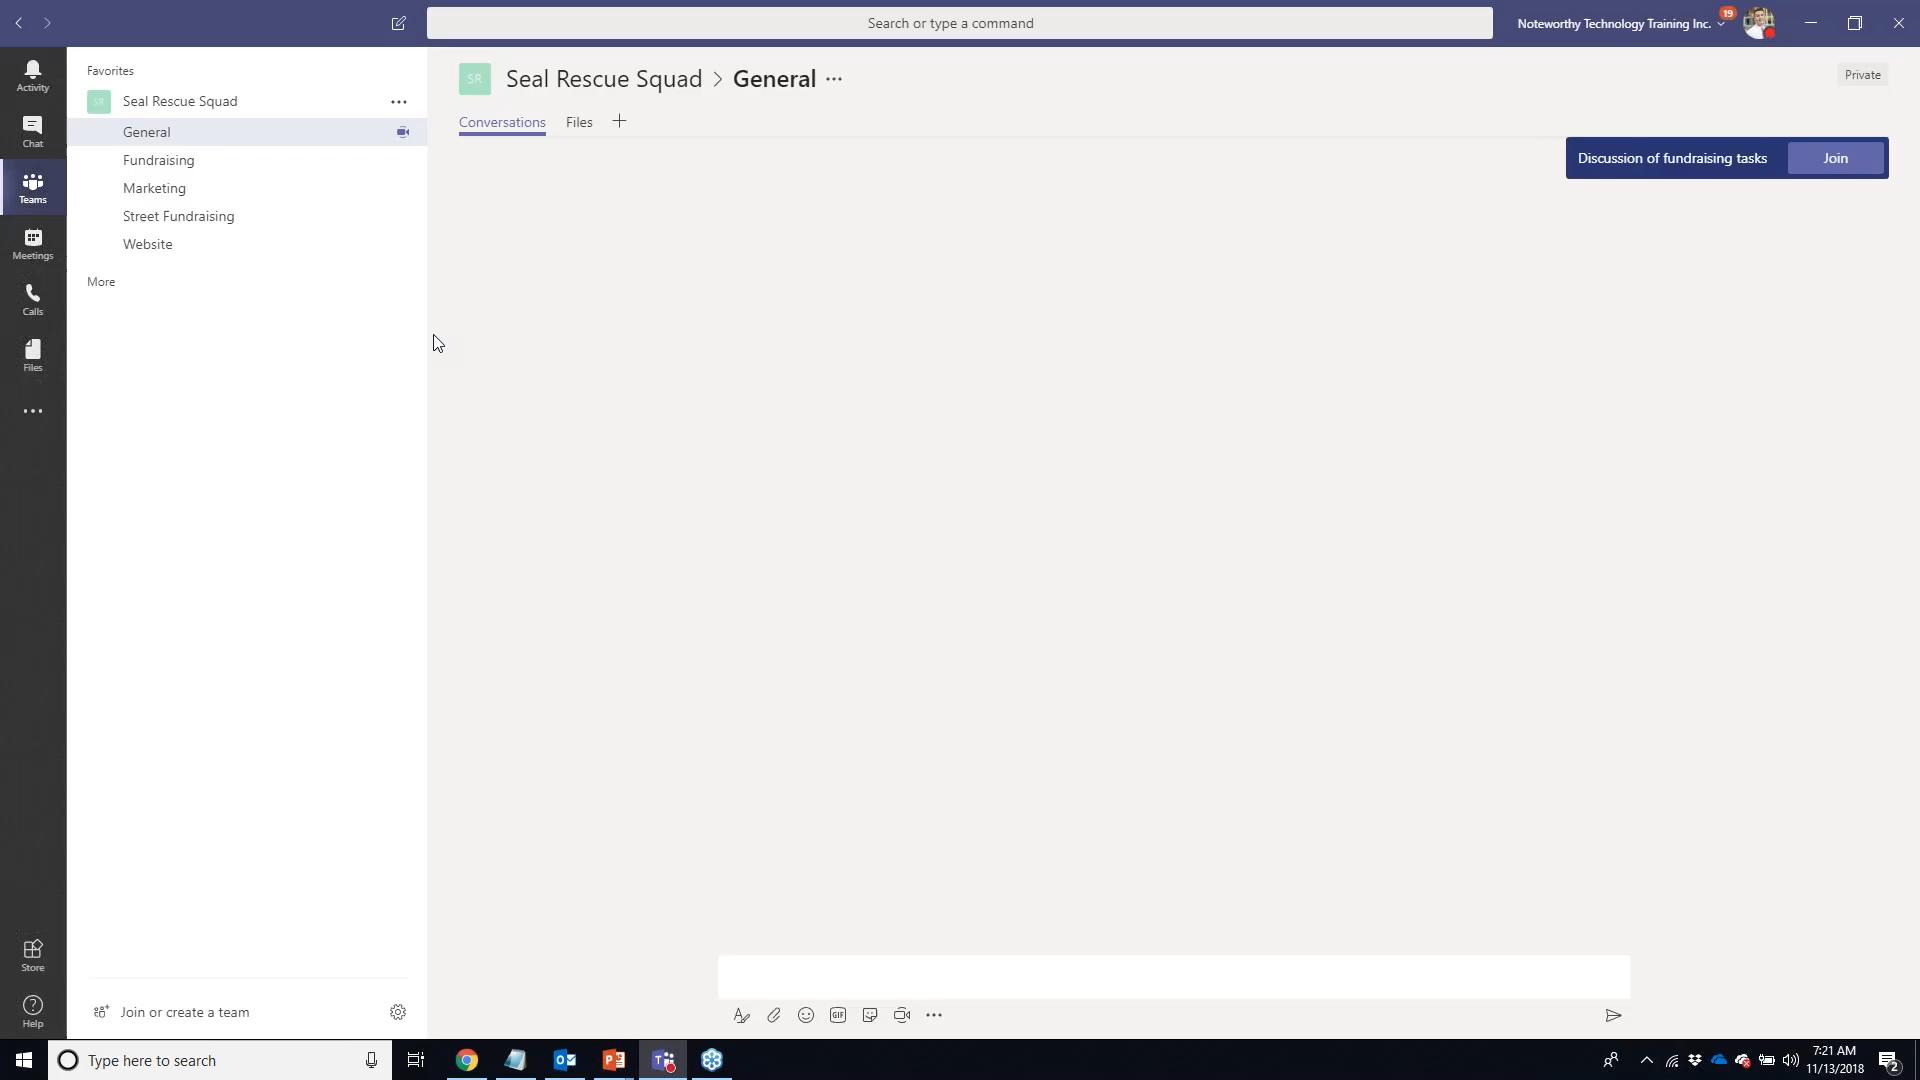 Search or type a command
Noteworthy Technology Training Inc.
19
Activity
Chat
Teams
Meetings
Calls
Files
Store
Help
Favorites
SR
Seal Rescue Squad
General
Fundraising
Marketing
Street Fundraising
Website
More
Join or create a team
SR
Seal Rescue Squad > General
Private
Conversations
Files
Discussion of fundraising tasks
Join
GIF
Type here to search
7:21 AM
11/13/2018
2